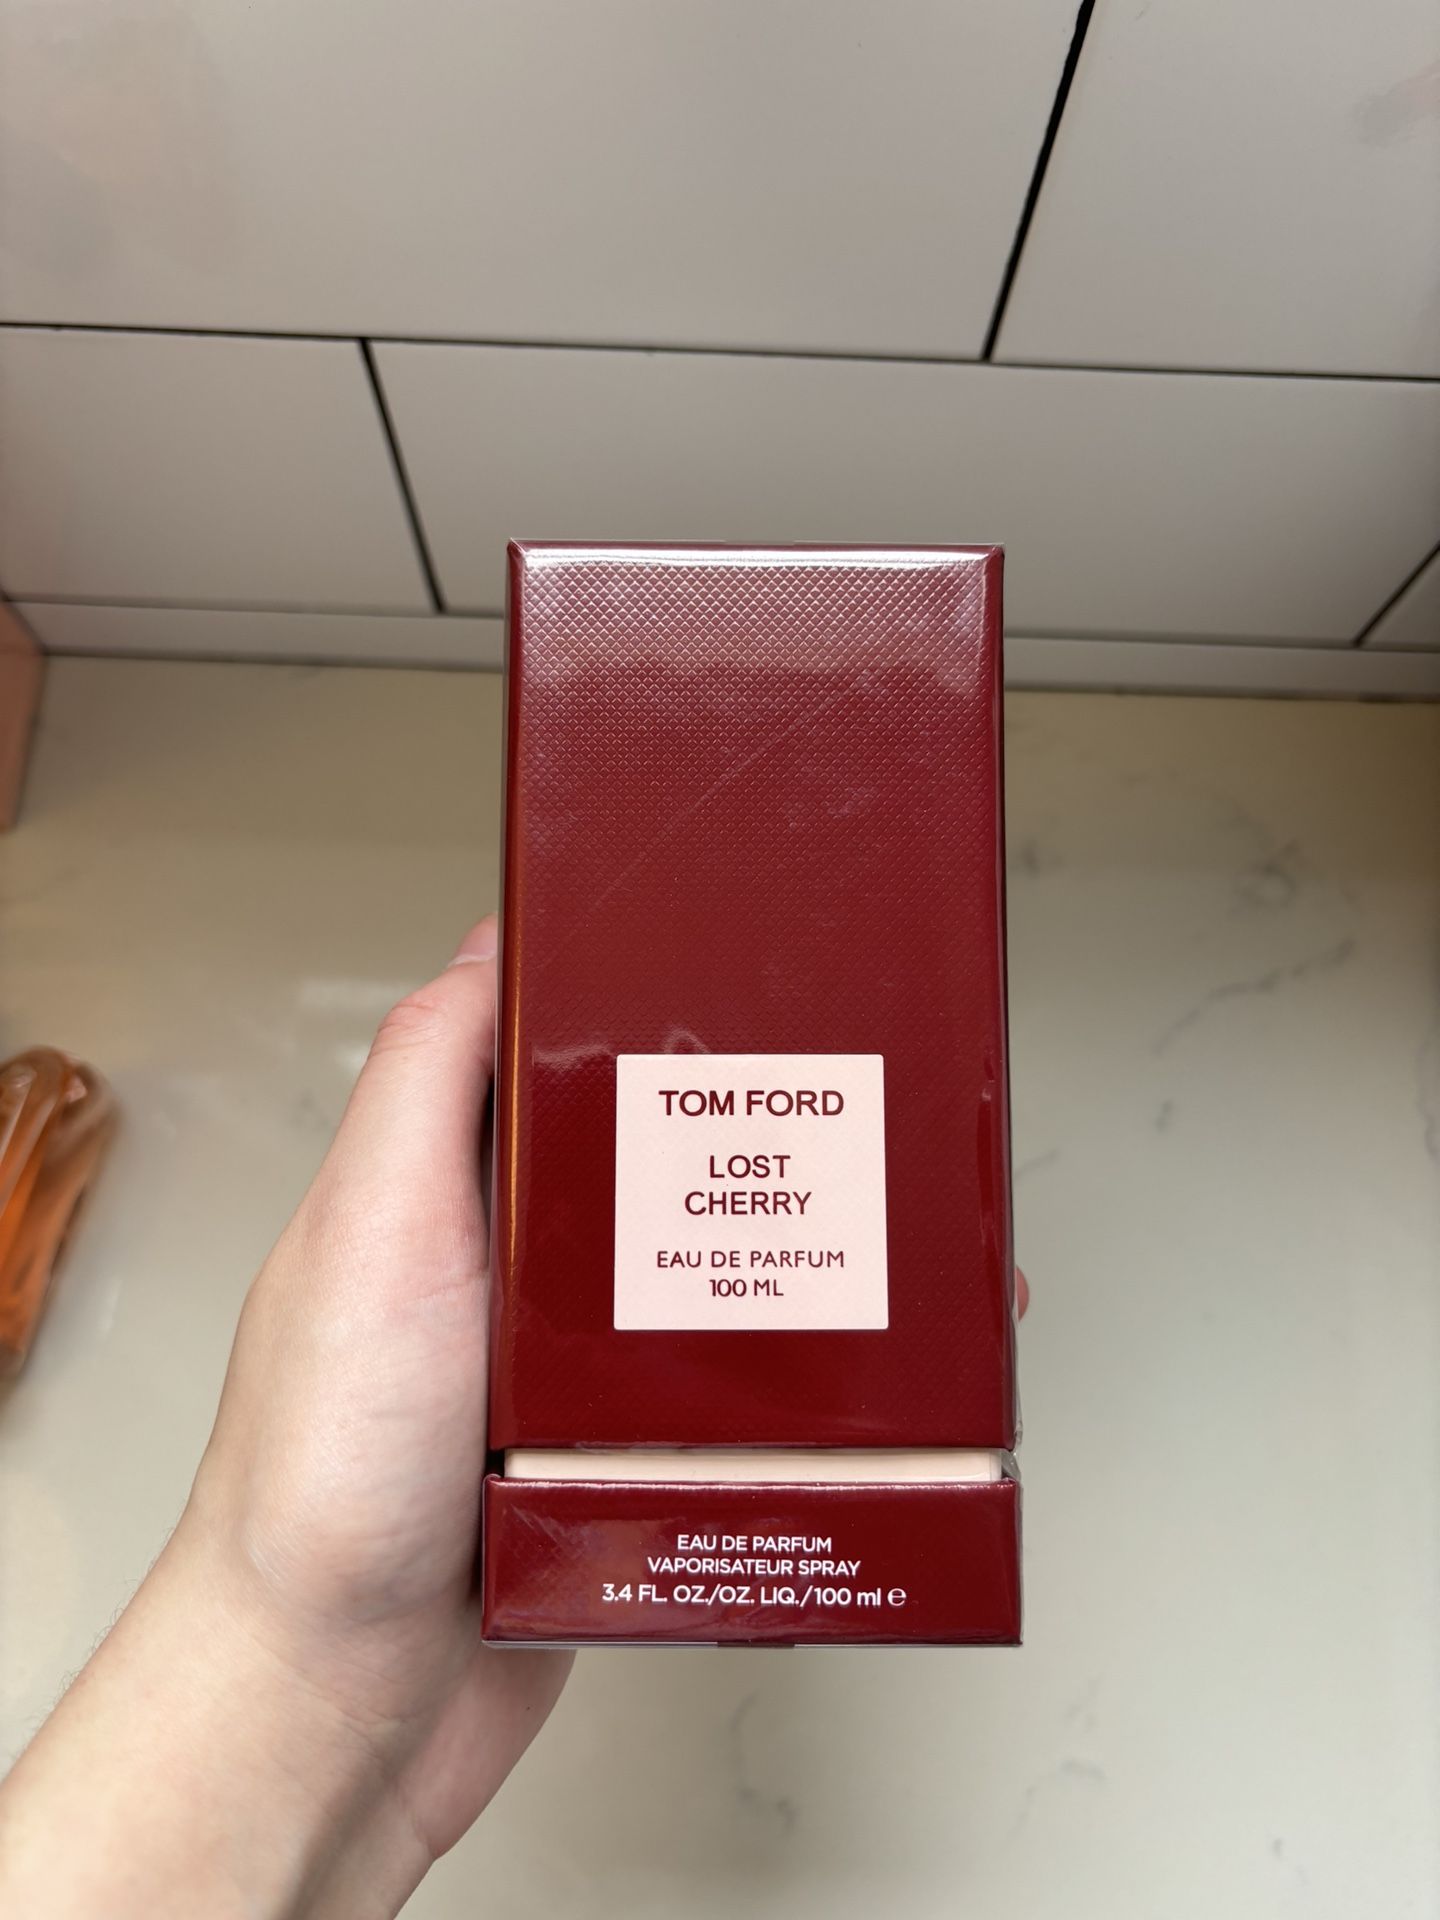 TOM FORD
LOST
CHERRY
EAU DE PARFUM
100 ML
EAU DE PARFUM
VAPORISATEUR SPRAY
3.4 FL. OZ./OZ. LIQ./100 ml ℮